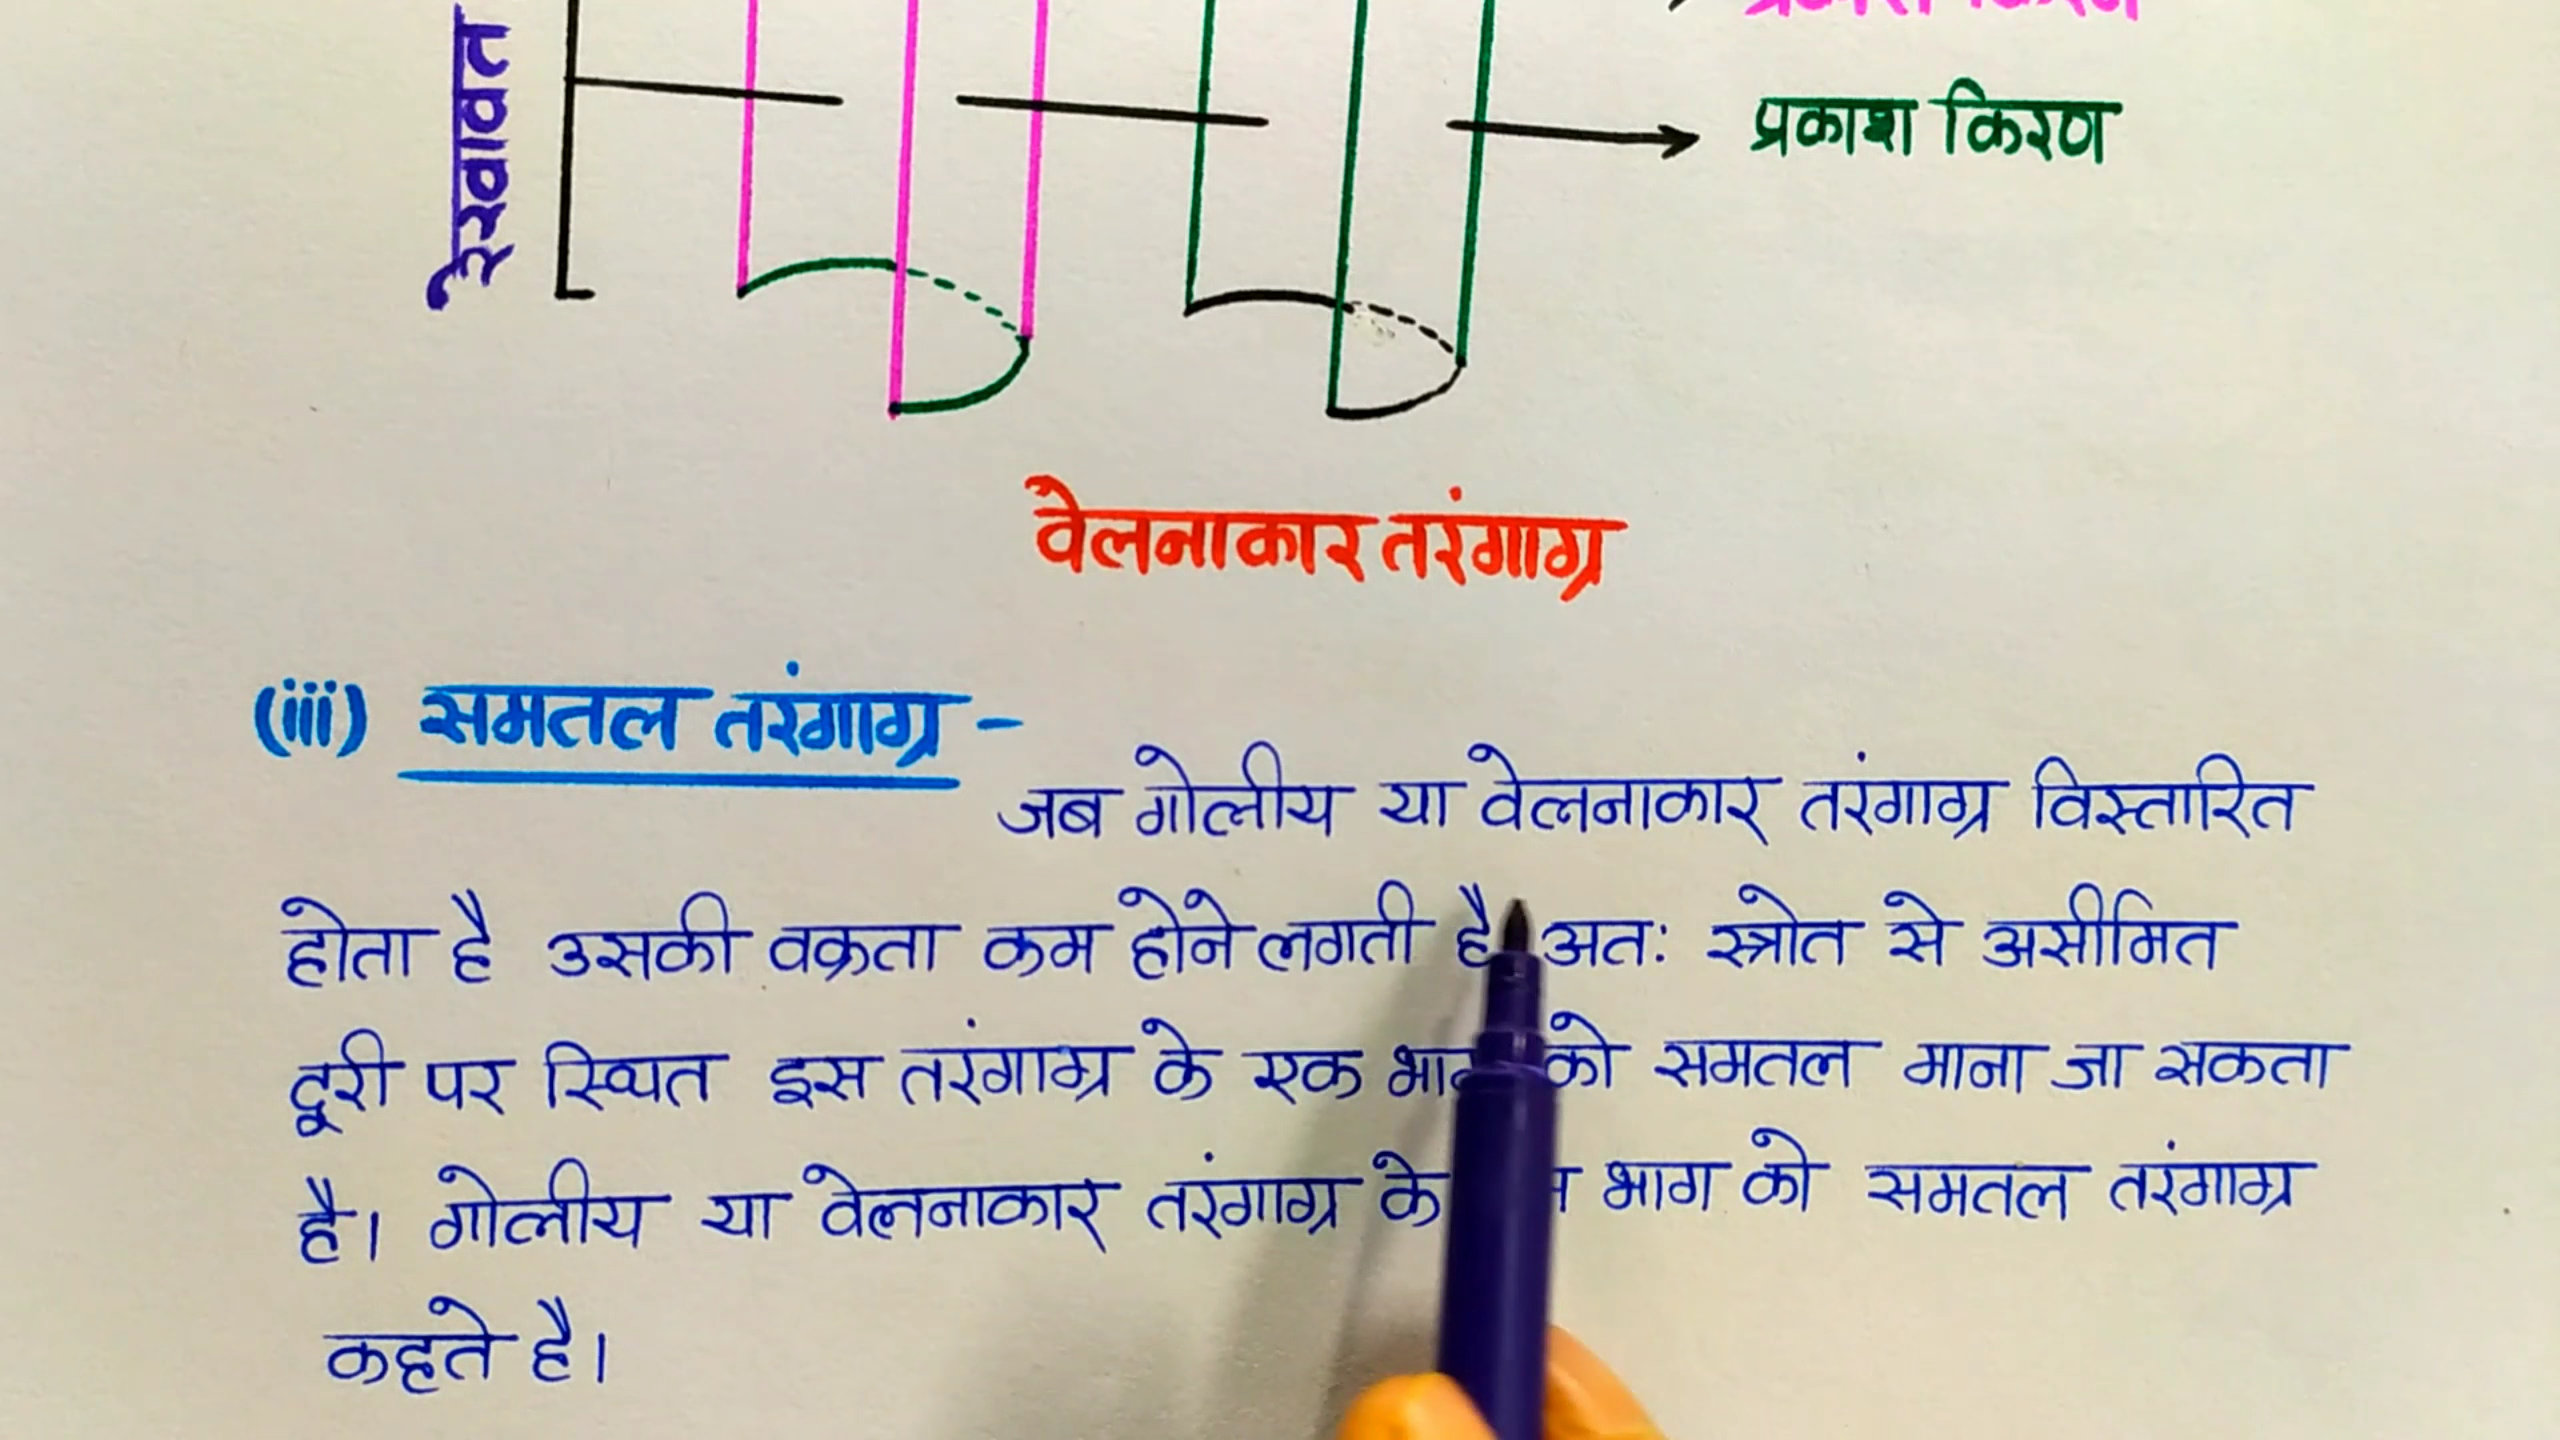 प्रकाश किरण
रेखावत
वेलनाकार तरंगाग्र
(iii) समतल तरंगाग्र -
जब गोलीय या वेलनाकार तरंगाग्र विस्तारित
होता है उसकी वक्रता कम होने लगती है अतः स्त्रोत से असीमित
दूरी पर स्थित इस तरंगाग्र के एक को समतल माना जा सकता
है। गोलीय या वेलनाकार तरंगाग्र के भाग को समतल तरंगाग्र
कहते है।